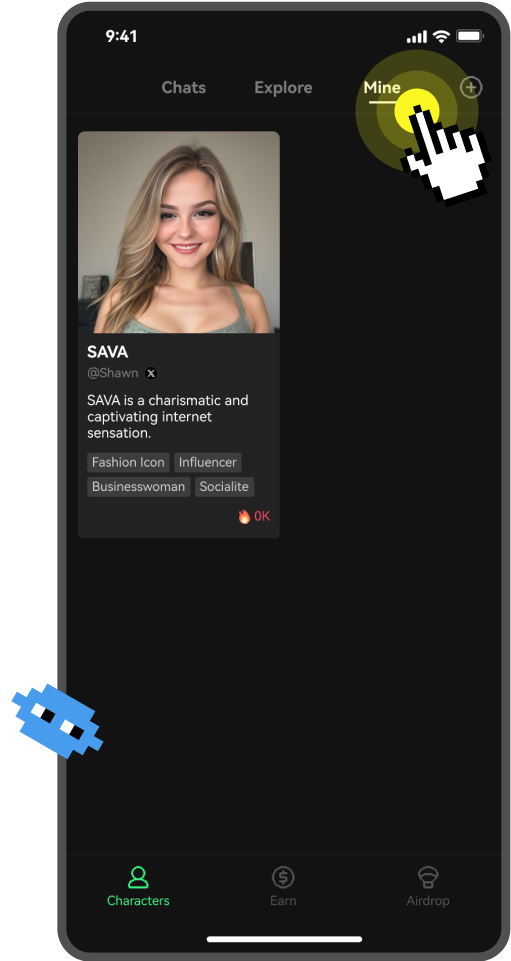 9:41
Chats Explore Mine
SAVA
@Shawn X
SAVA is a charismatic and
captivating internet
sensation.
Fashion Icon Influencer
Businesswoman Socialite
0K
Characters Earn Airdrop